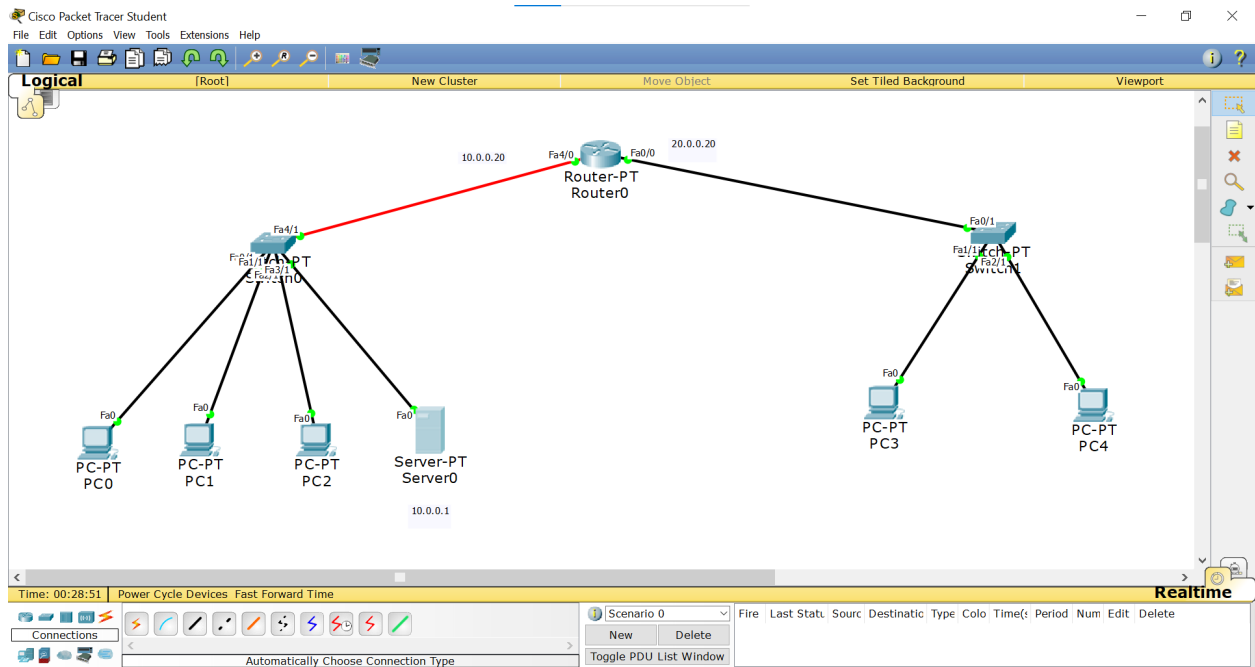 Cisco Packet Tracer Student
File Edit Options View Tools Extensions Help
Logical [Root] New Cluster Move Object Set Tiled Background Viewport
10.0.0.20
Fa4/0
Fa0/0
20.0.0.20
Router-PT
Router0
Fa4/1
Fa1/1
Fa3/1
Fa0/1
Fa1/1
Fa2/1
Switch1
Fa0
Fa0
Fa0
Fa0
Fa0
Fa0
PC-PT
PC0
PC-PT
PC1
PC-PT
PC2
Server-PT
Server0
10.0.0.1
PC-PT
PC3
PC-PT
PC4
Time: 00:28:51 Power Cycle Devices Fast Forward Time Realtime
Connections
Automatically Choose Connection Type
Scenario 0
New Delete
Toggle PDU List Window
Fire Last Statu Sourc Destinatic Type Colo Time(s Period Num Edit Delete